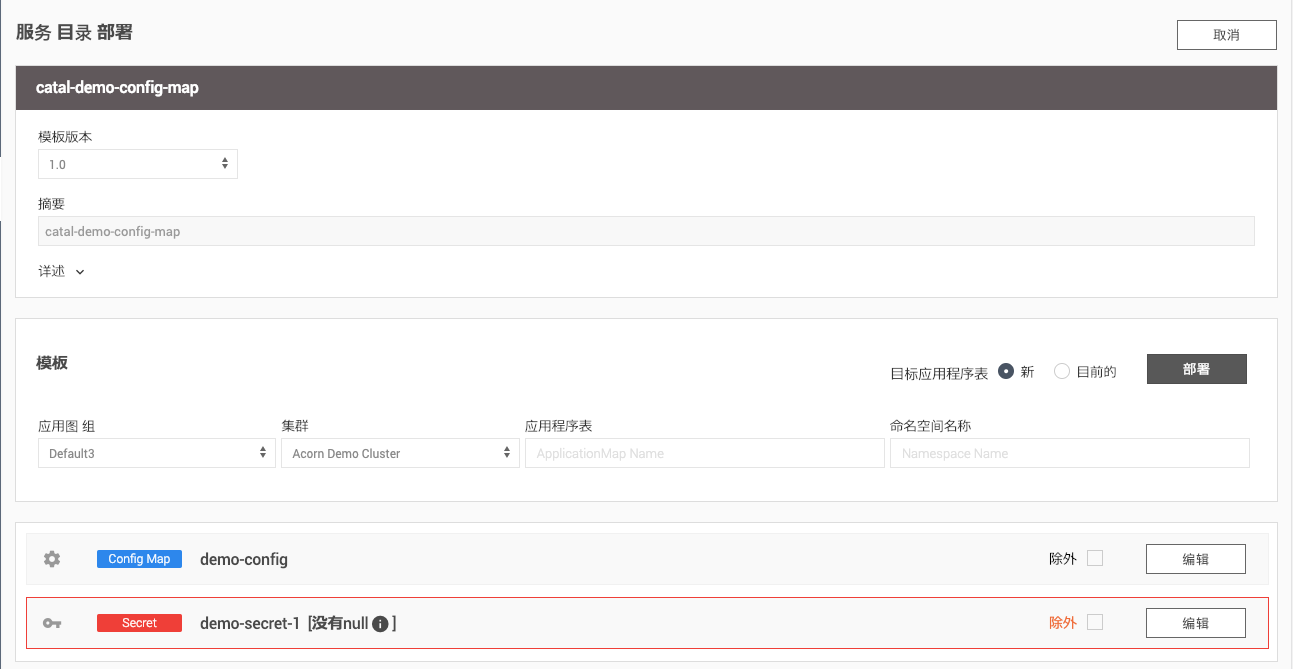 服务 目录 部署
取消
catal-demo-config-map
模板版本
1.0
摘要
catal-demo-config-map
详述
模板
目标应用程序表 新 目前的 部署
应用图 组 集群 应用程序表 命名空间名称
Default3 Acorn Demo Cluster ApplicationMap Name Namespace Name
Config Map demo-config 除外 编辑
Secret demo-secret-1 [没有null i ] 除外 编辑